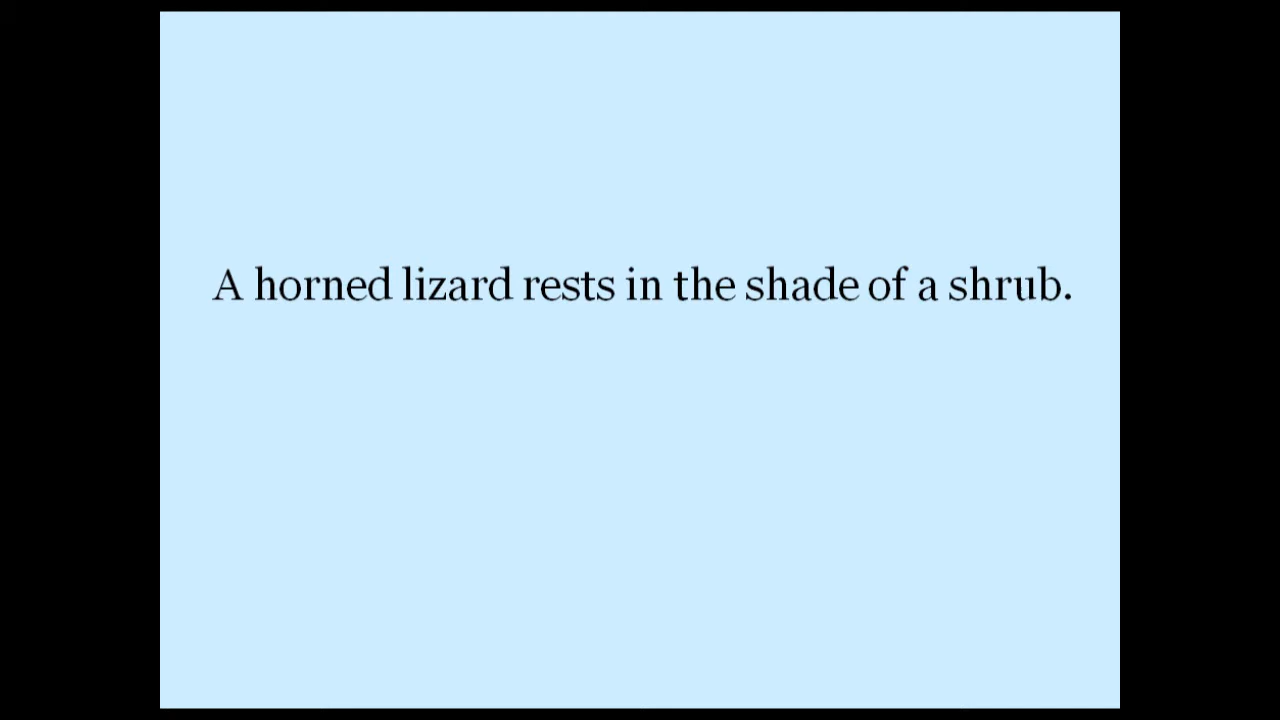 A horned lizard rests in the shade of a shrub.